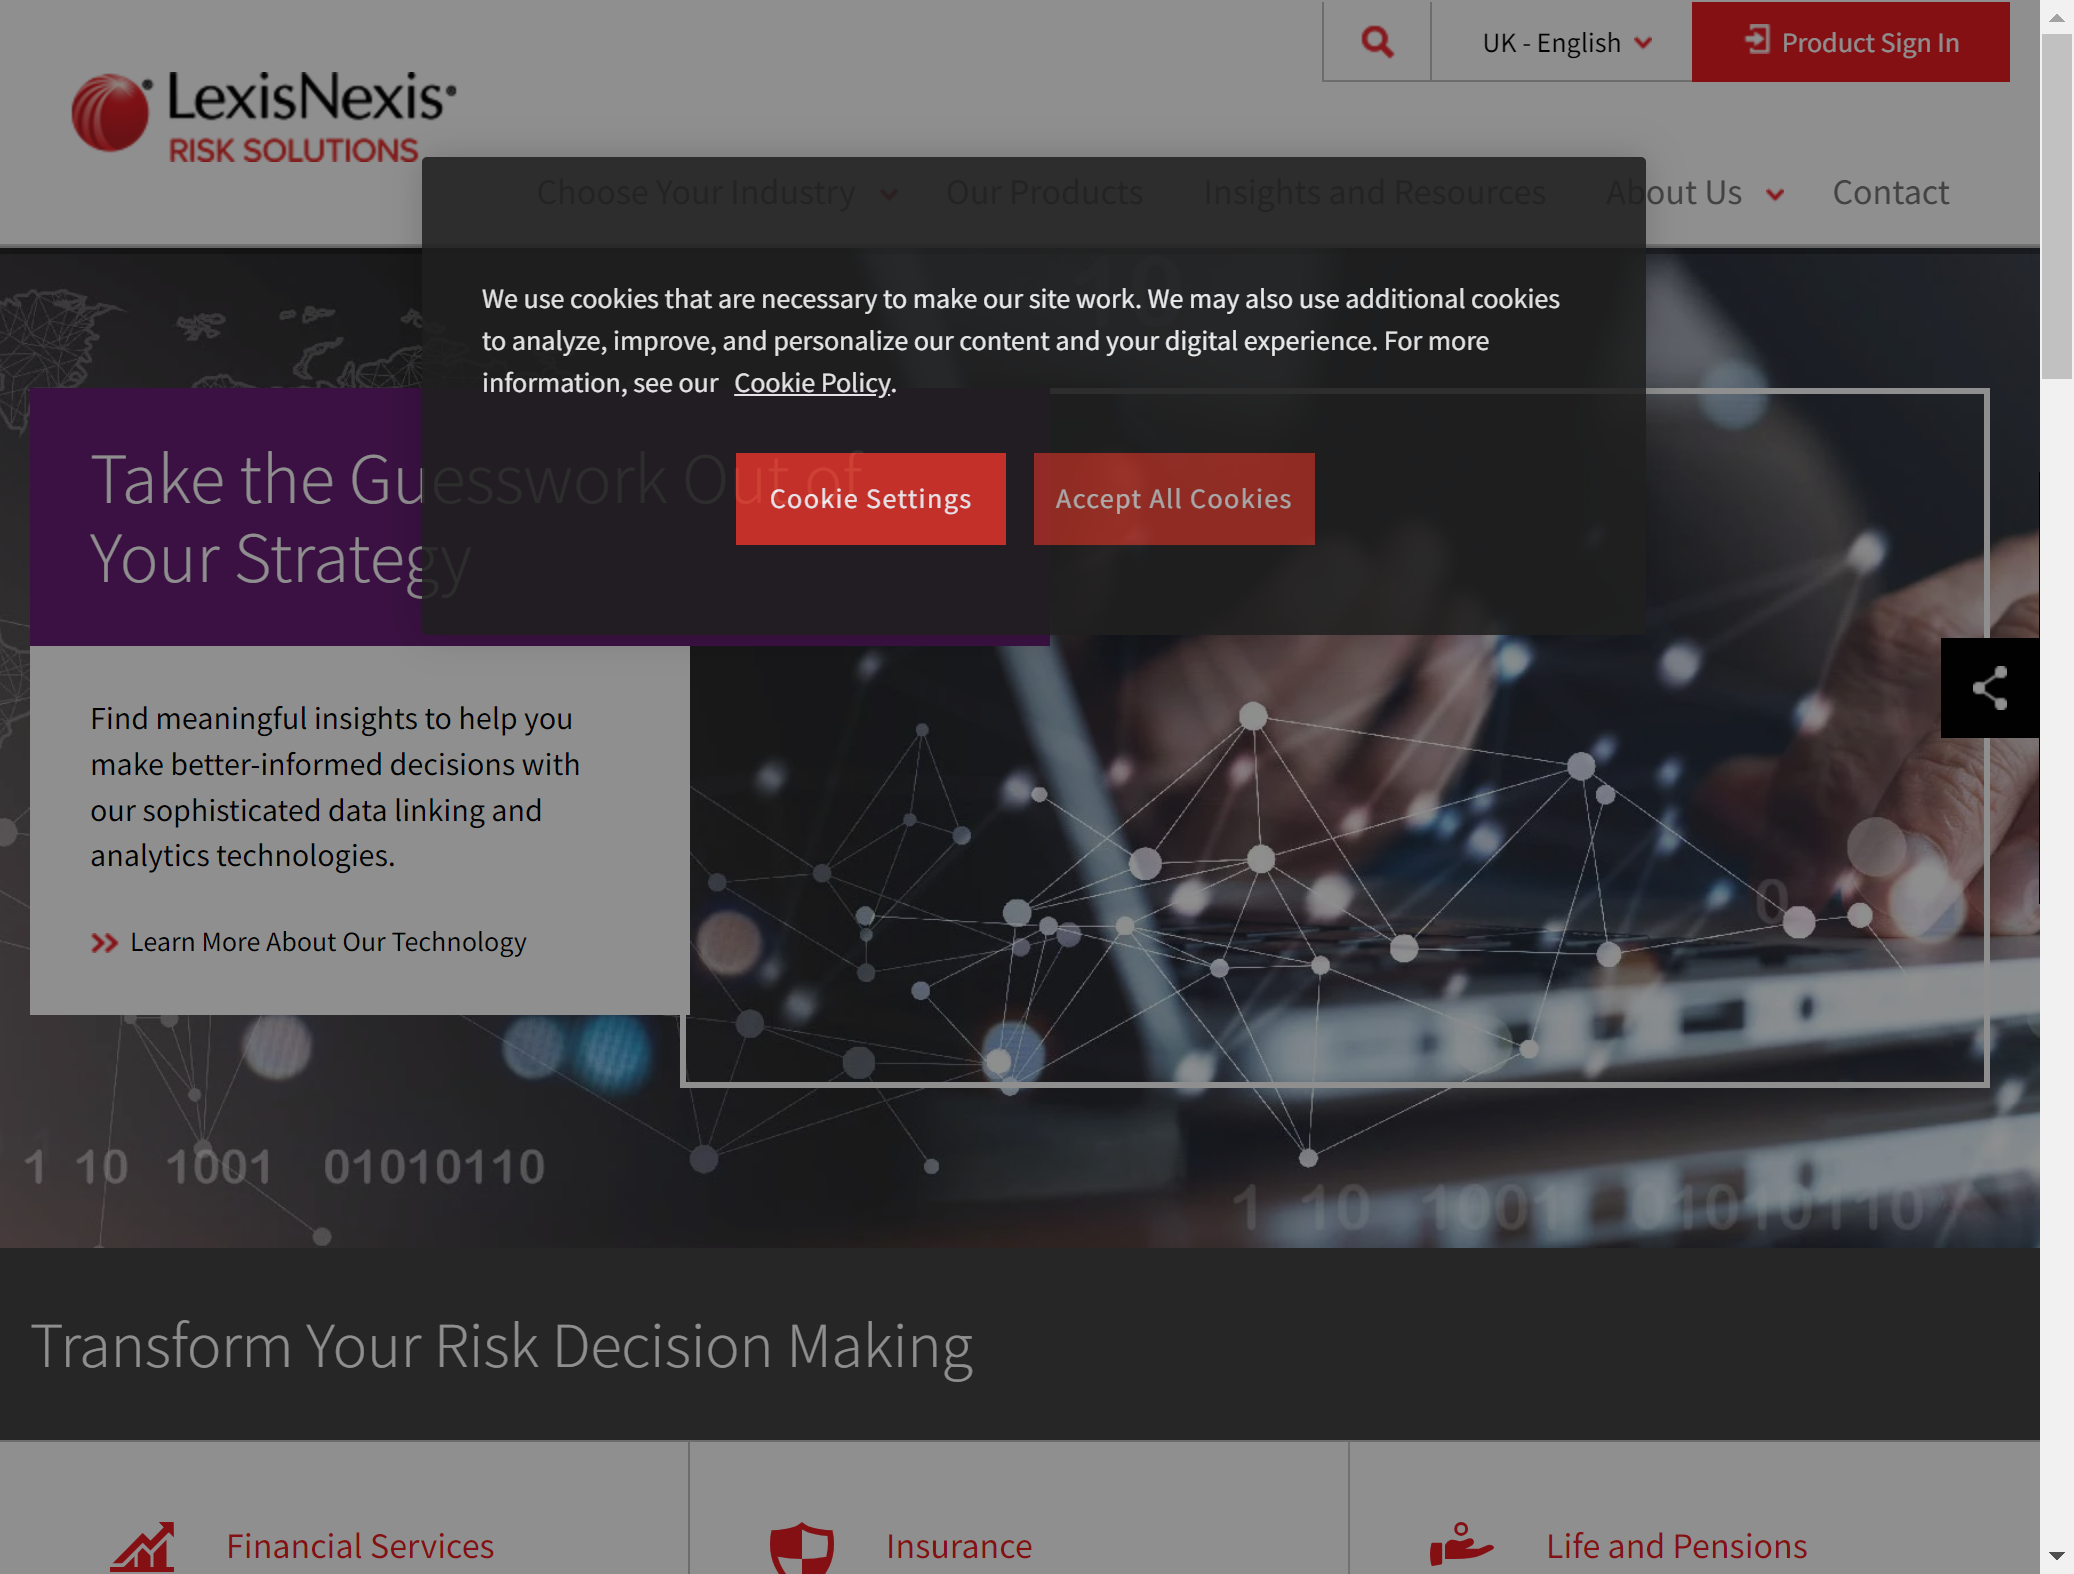 UK - English
Product Sign In
LexisNexis
RISK SOLUTIONS
Choose Your Industry
Our Products
Insights and Resources
About Us
Contact
We use cookies that are necessary to make our site work. We may also use additional cookies
to analyze, improve, and personalize our content and your digital experience. For more
information, see our Cookie Policy.
Cookie Settings
Accept All Cookies
Take the Guesswork Out of
Your Strategy
Find meaningful insights to help you
make better-informed decisions with
our sophisticated data linking and
analytics technologies.
Learn More About Our Technology
1 10 1001 01010110
1 10 1001 01010110
Transform Your Risk Decision Making
Financial Services
Insurance
Life and Pensions